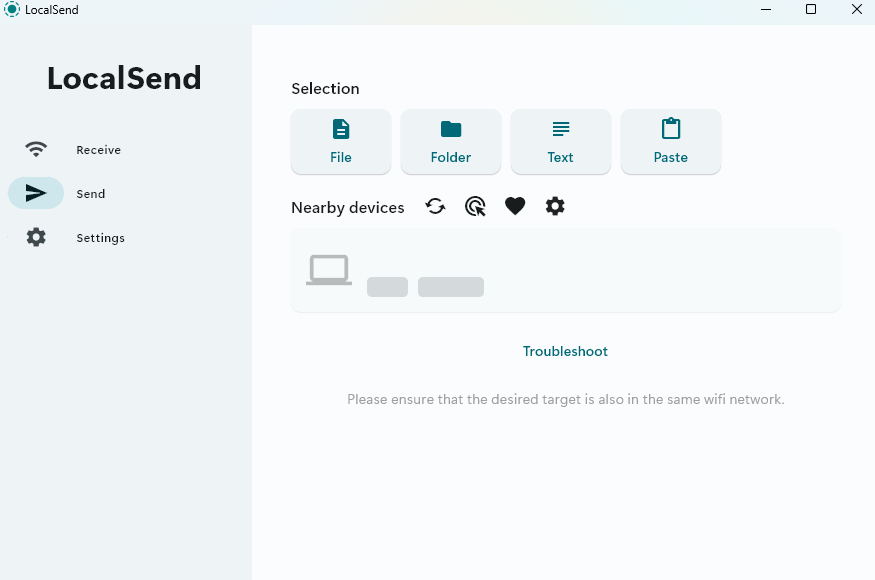 LocalSend
LocalSend
Receive
Send
Settings
Selection
File
Folder
Text
Paste
Nearby devices
Troubleshoot
Please ensure that the desired target is also in the same wifi network.